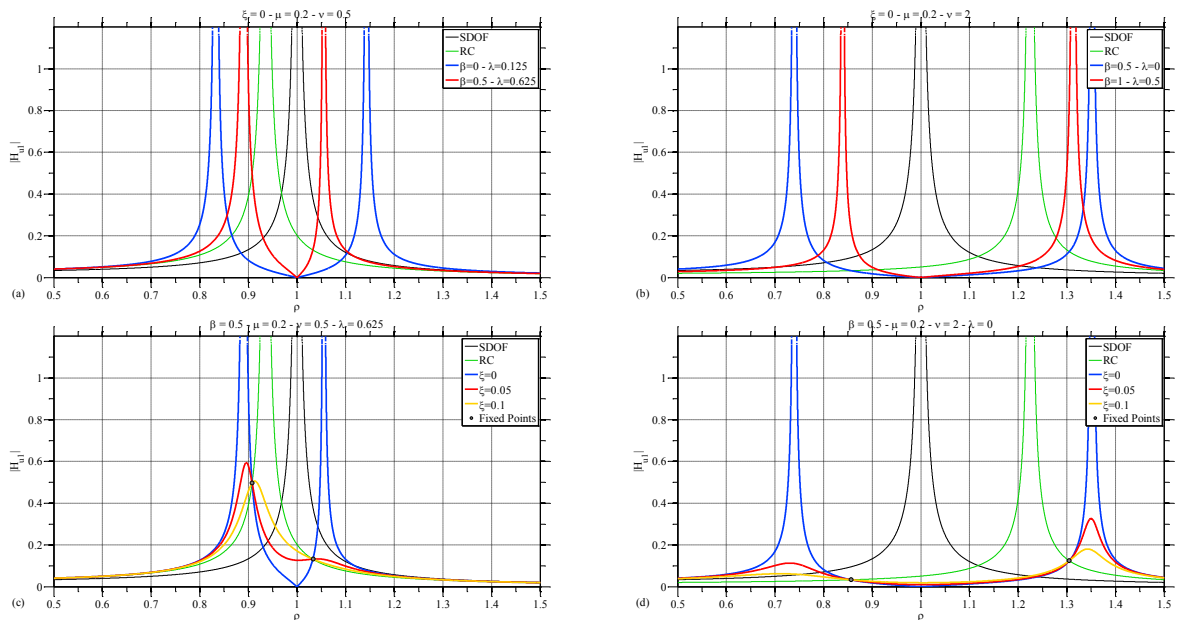 ξ = 0 - μ = 0.2 - ν = 0.5
|H_u1|
1
0.8
0.6
0.4
0.2
0
SDOF
RC
β=0 - λ=0.125
β=0.5 - λ=0.625
(a)
0.5 0.6 0.7 0.8 0.9 1 1.1 1.2 1.3 1.4 1.5
ρ
ξ = 0 - μ = 0.2 - ν = 2
|H_u1|
1
0.8
0.6
0.4
0.2
0
SDOF
RC
β=0.5 - λ=0
β=1 - λ=0.5
(b)
0.5 0.6 0.7 0.8 0.9 1 1.1 1.2 1.3 1.4 1.5
ρ
β = 0.5 - μ = 0.2 - ν = 0.5 - λ = 0.625
|H_u1|
1
0.8
0.6
0.4
0.2
0
SDOF
RC
ξ=0
ξ=0.05
ξ=0.1
Fixed Points
(c)
0.5 0.6 0.7 0.8 0.9 1 1.1 1.2 1.3 1.4 1.5
ρ
β = 0.5 - μ = 0.2 - ν = 2 - λ = 0
|H_u1|
1
0.8
0.6
0.4
0.2
0
SDOF
RC
ξ=0
ξ=0.05
ξ=0.1
Fixed Points
(d)
0.5 0.6 0.7 0.8 0.9 1 1.1 1.2 1.3 1.4 1.5
ρ